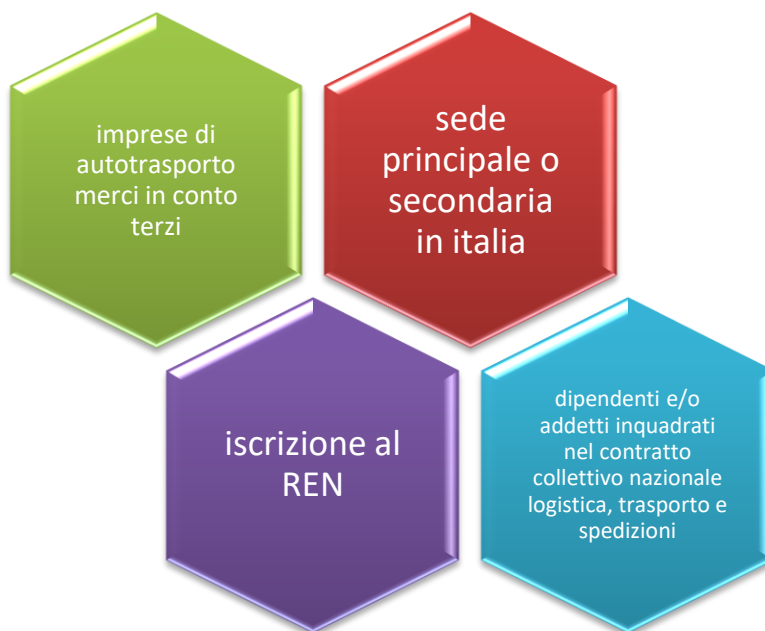 imprese di
autotrasporto
merci in conto
terzi
sede
principale o
secondaria
in italia
iscrizione al
REN
dipendenti e/o
addetti inquadrati
nel contratto
collettivo nazionale
logistica, trasporto e
spedizioni